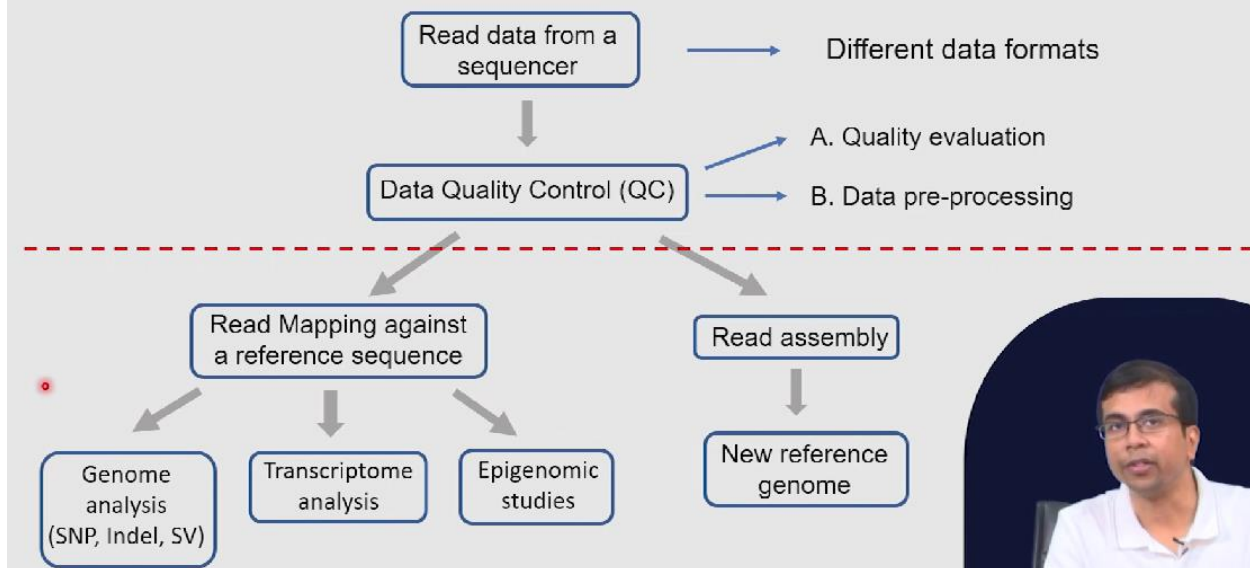 Read data from a
sequencer
Different data formats
A. Quality evaluation
Data Quality Control (QC)
B. Data pre-processing
Read Mapping against
a reference sequence
Read assembly
Genome
analysis
(SNP, Indel, SV)
Transcriptome
analysis
Epigenomic
studies
New reference
genome